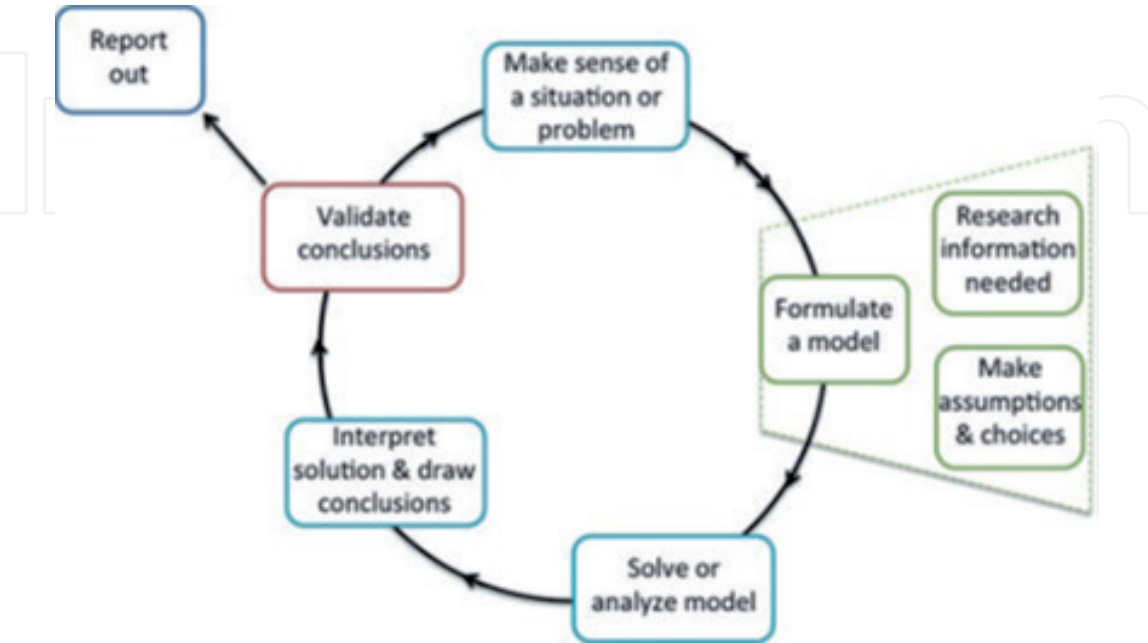 Report
out
Make sense of
a situation or
problem
Validate
conclusions
Research
information
needed
Formulate
a model
Make
assumptions
& choices
Interpret
solution & draw
conclusions
Solve or
analyze model